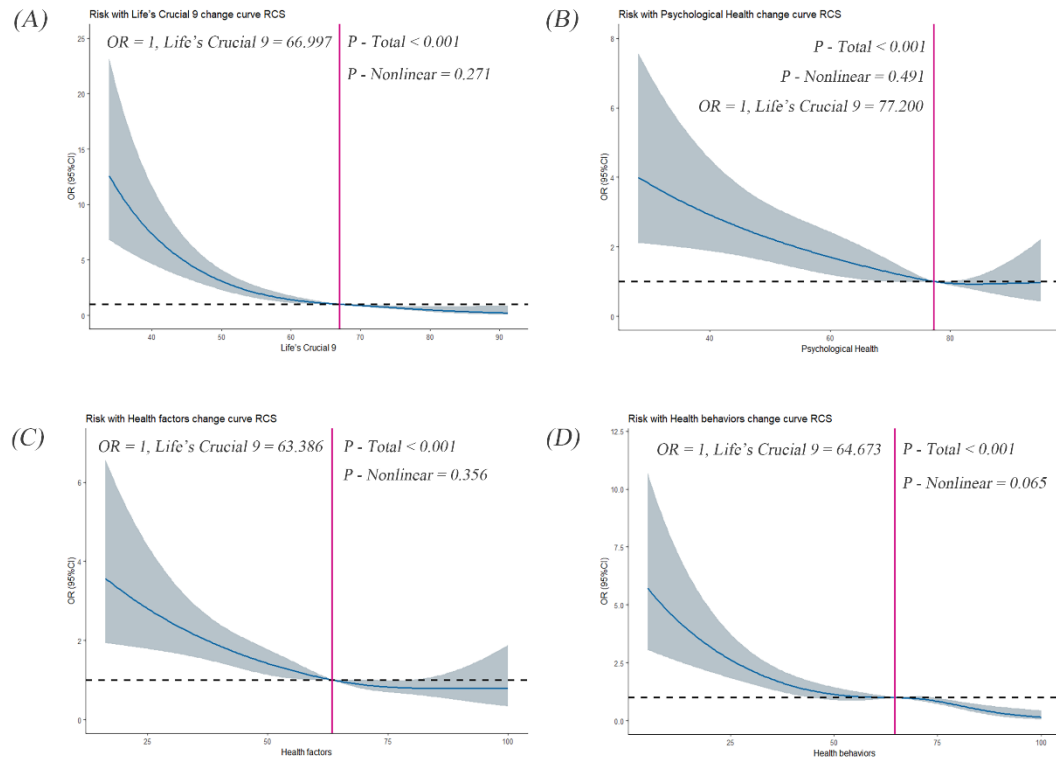 (A)
Risk with Life's Crucial 9 change curve RCS
OR = 1, Life's Crucial 9 = 66.997
P - Total < 0.001
P - Nonlinear = 0.271
OR (95%CI)
25
20
15
10
5
0
40
50
60
70
80
90
Life's Crucial 9
(B)
Risk with Psychological Health change curve RCS
P - Total < 0.001
P - Nonlinear = 0.491
OR = 1, Life's Crucial 9 = 77.200
OR (95%CI)
8
6
4
2
0
40
60
80
Psychological Health
(C)
Risk with Health factors change curve RCS
OR = 1, Life's Crucial 9 = 63.386
P - Total < 0.001
P - Nonlinear = 0.356
OR (95%CI)
6
4
2
0
25
50
75
100
Health factors
(D)
Risk with Health behaviors change curve RCS
OR = 1, Life's Crucial 9 = 64.673
P - Total < 0.001
P - Nonlinear = 0.065
OR (95%CI)
12.5
10.0
7.5
5.0
2.5
0.0
25
50
75
100
Health behaviors